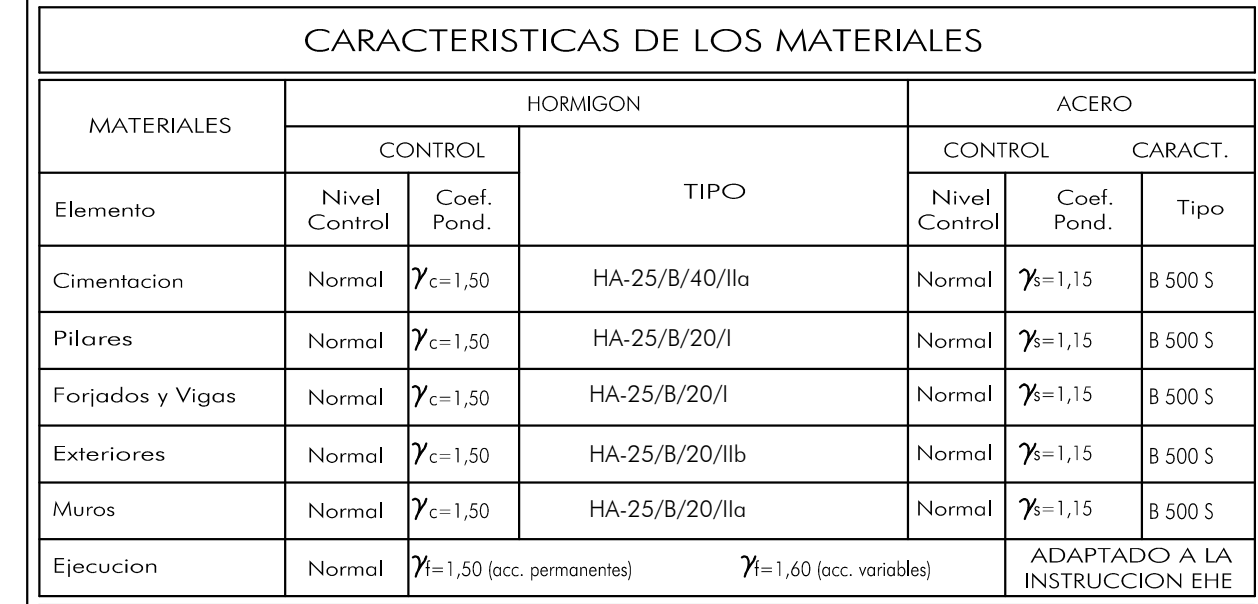 CARACTERISTICAS DE LOS MATERIALES
MATERIALES
HORMIGON
ACERO
CONTROL
TIPO
CONTROL CARACT.
Elemento
Nivel Control
Coef. Pond.
Nivel Control
Coef. Pond.
Tipo
Cimentacion Normal γc=1,50 HA-25/B/40/IIa Normal γs=1,15 B 500 S
Pilares Normal γc=1,50 HA-25/B/20/I Normal γs=1,15 B 500 S
Forjados y Vigas Normal γc=1,50 HA-25/B/20/I Normal γs=1,15 B 500 S
Exteriores Normal γc=1,50 HA-25/B/20/IIb Normal γs=1,15 B 500 S
Muros Normal γc=1,50 HA-25/B/20/IIa Normal γs=1,15 B 500 S
Ejecucion Normal γf=1,50 (acc. permanentes) γf=1,60 (acc. variables)
ADAPTADO A LA
INSTRUCCION EHE